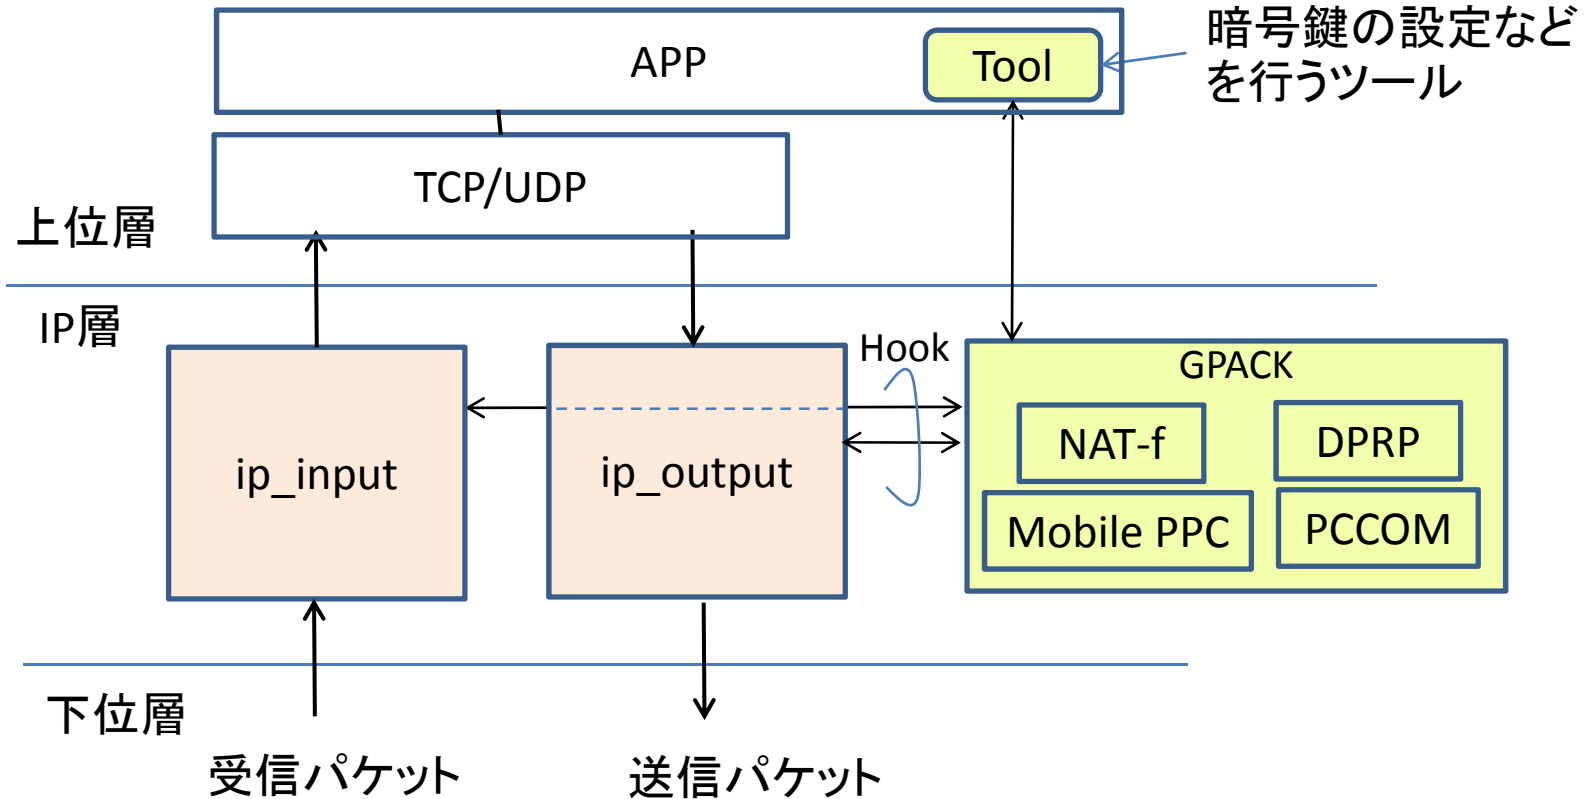 暗号鍵の設定など
を行うツール
APP
Tool
TCP/UDP
上位層
IP層
Hook
GPACK
NAT-f
DPRP
ip_input
ip_output
Mobile PPC
PCCOM
下位層
受信パケット
送信パケット